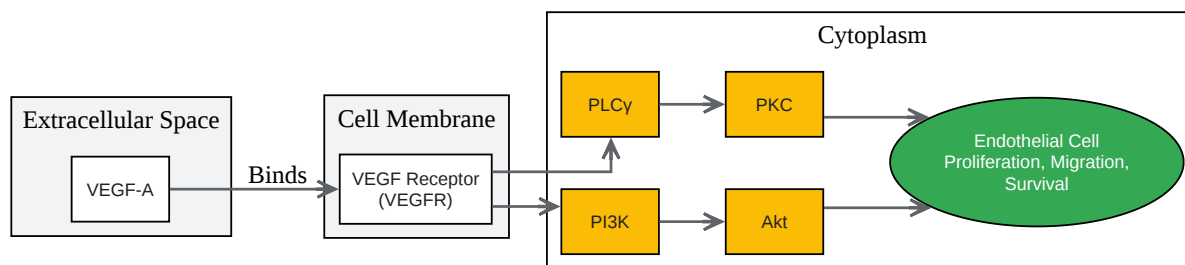 Extracellular Space
VEGF-A
Binds
Cell Membrane
VEGF Receptor
(VEGFR)
Cytoplasm
PLCγ
PKC
PI3K
Akt
Endothelial Cell
Proliferation, Migration,
Survival